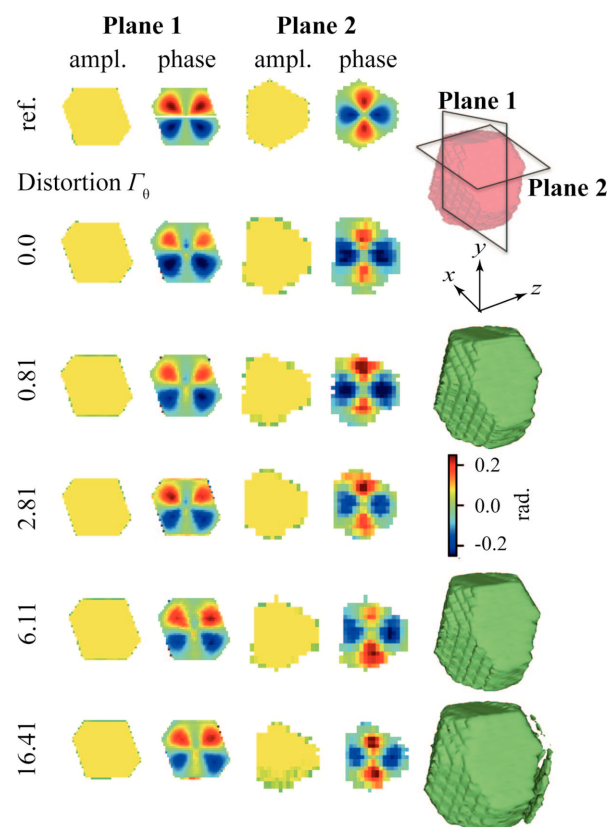 Plane 1 Plane 2
ampl. phase ampl. phase
ref.
Plane 1
Plane 2
Distortion Γθ
0.0
y
x
z
0.81
0.2
0.0
-0.2
rad.
2.81
6.11
16.41